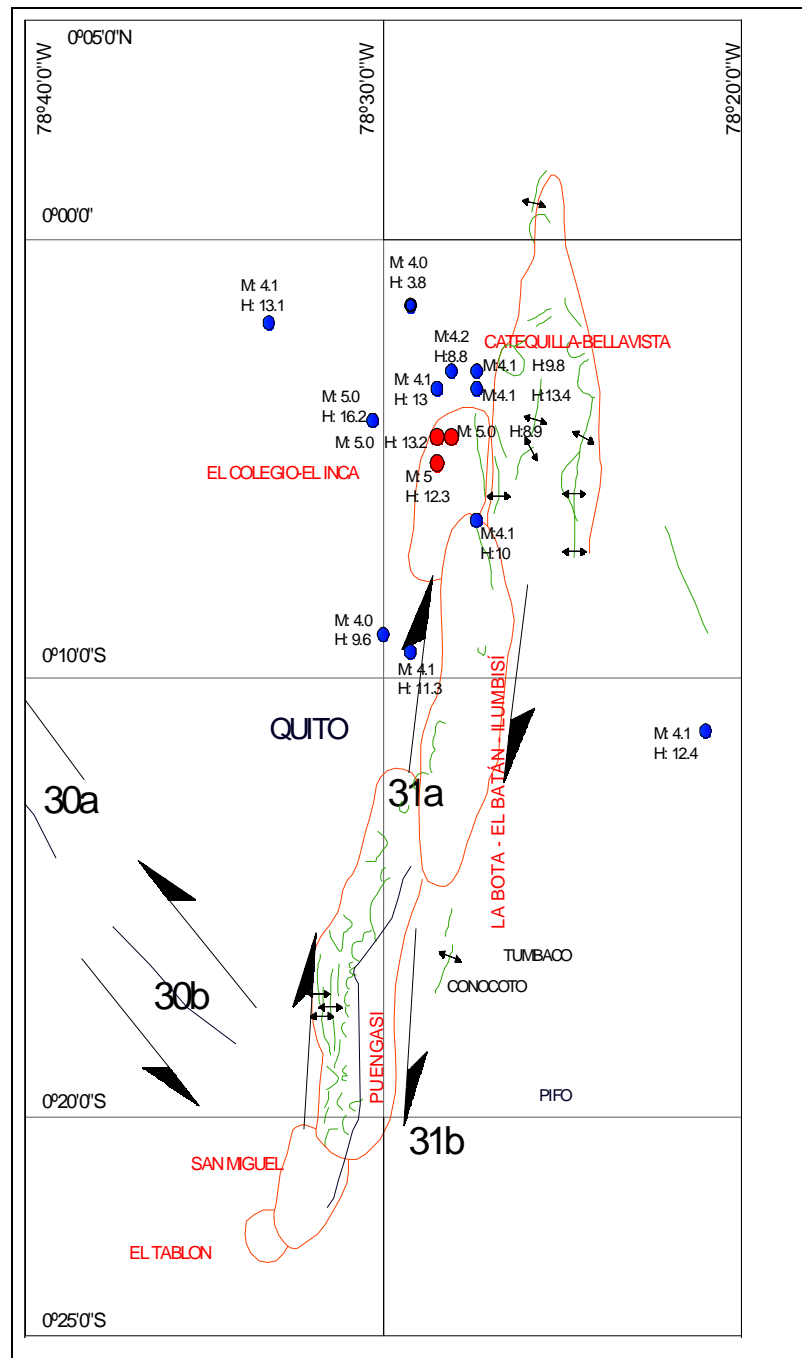 0º05'0"N
78º40'0"W
78º30'0"W
78º20'0"W
0º00'0"
M: 4.0
H: 3.8
M: 4.1
H: 13.1
M:4.2
H:8.8
CATEQUILLA-BELLAVISTA
M:4.1 H:9.8
M: 4.1
H: 13
M:4.1 H:13.4
M: 5.0
H: 16.2
M: 5.0 H: 13.2
M: 5.0 H:8.9
EL COLEGIO-EL INCA
M: 5
H: 12.3
M:4.1
H:10
M: 4.0
H: 9.6
0º10'0"S
M: 4.1
H: 11.3
QUITO
M: 4.1
H: 12.4
30a
31a
LA BOTA - EL BATÁN - ILUMBISÍ
TUMBACO
30b
CONOCOTO
PUENGASI
PIFO
0º20'0"S
31b
SAN MIGUEL
EL TABLON
0º25'0"S